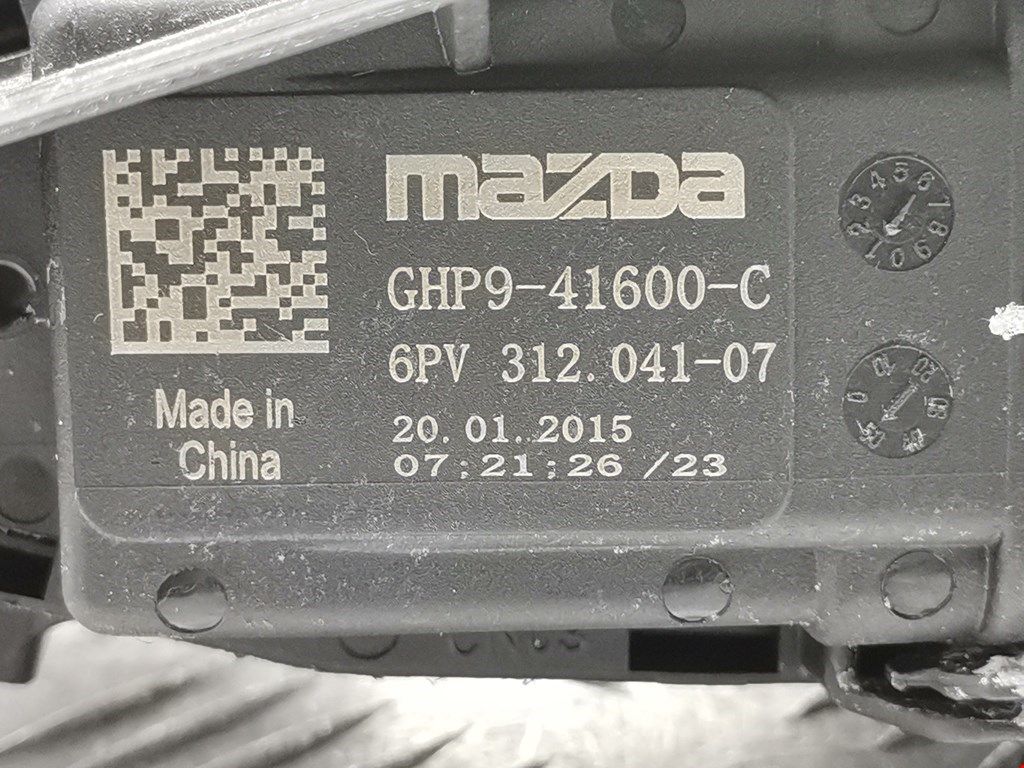 mazda
GHP9-41600-C
6PV 312.041-07
20.01.2015
07:21:26 /23
Made in
China